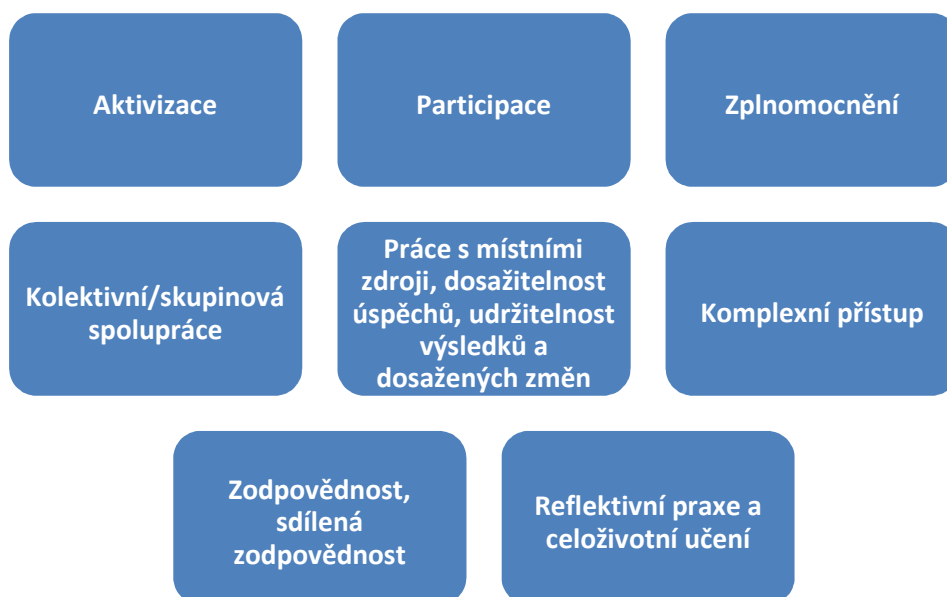 Aktivizace
Participace
Zplnomocnění
Kolektivní/skupinová
spolupráce
Práce s místními
zdroji, dosažitelnost
úspěchů, udržitelnost
výsledků a
dosažených změn
Komplexní přístup
Zodpovědnost,
sdílená
zodpovědnost
Reflektivní praxe a
celoživotní učení